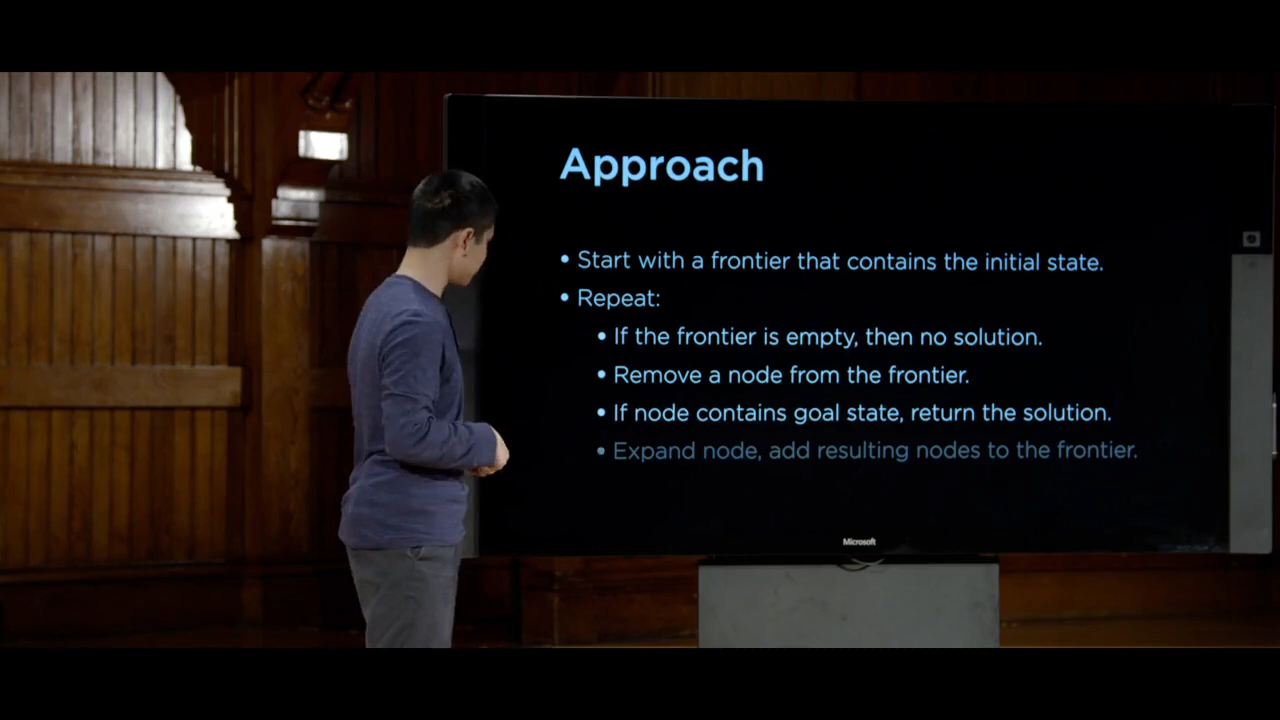 Approach
• Start with a frontier that contains the initial state.
• Repeat:
• If the frontier is empty, then no solution.
• Remove a node from the frontier.
• If node contains goal state, return the solution.
• Expand node, add resulting nodes to the frontier.
Microsoft